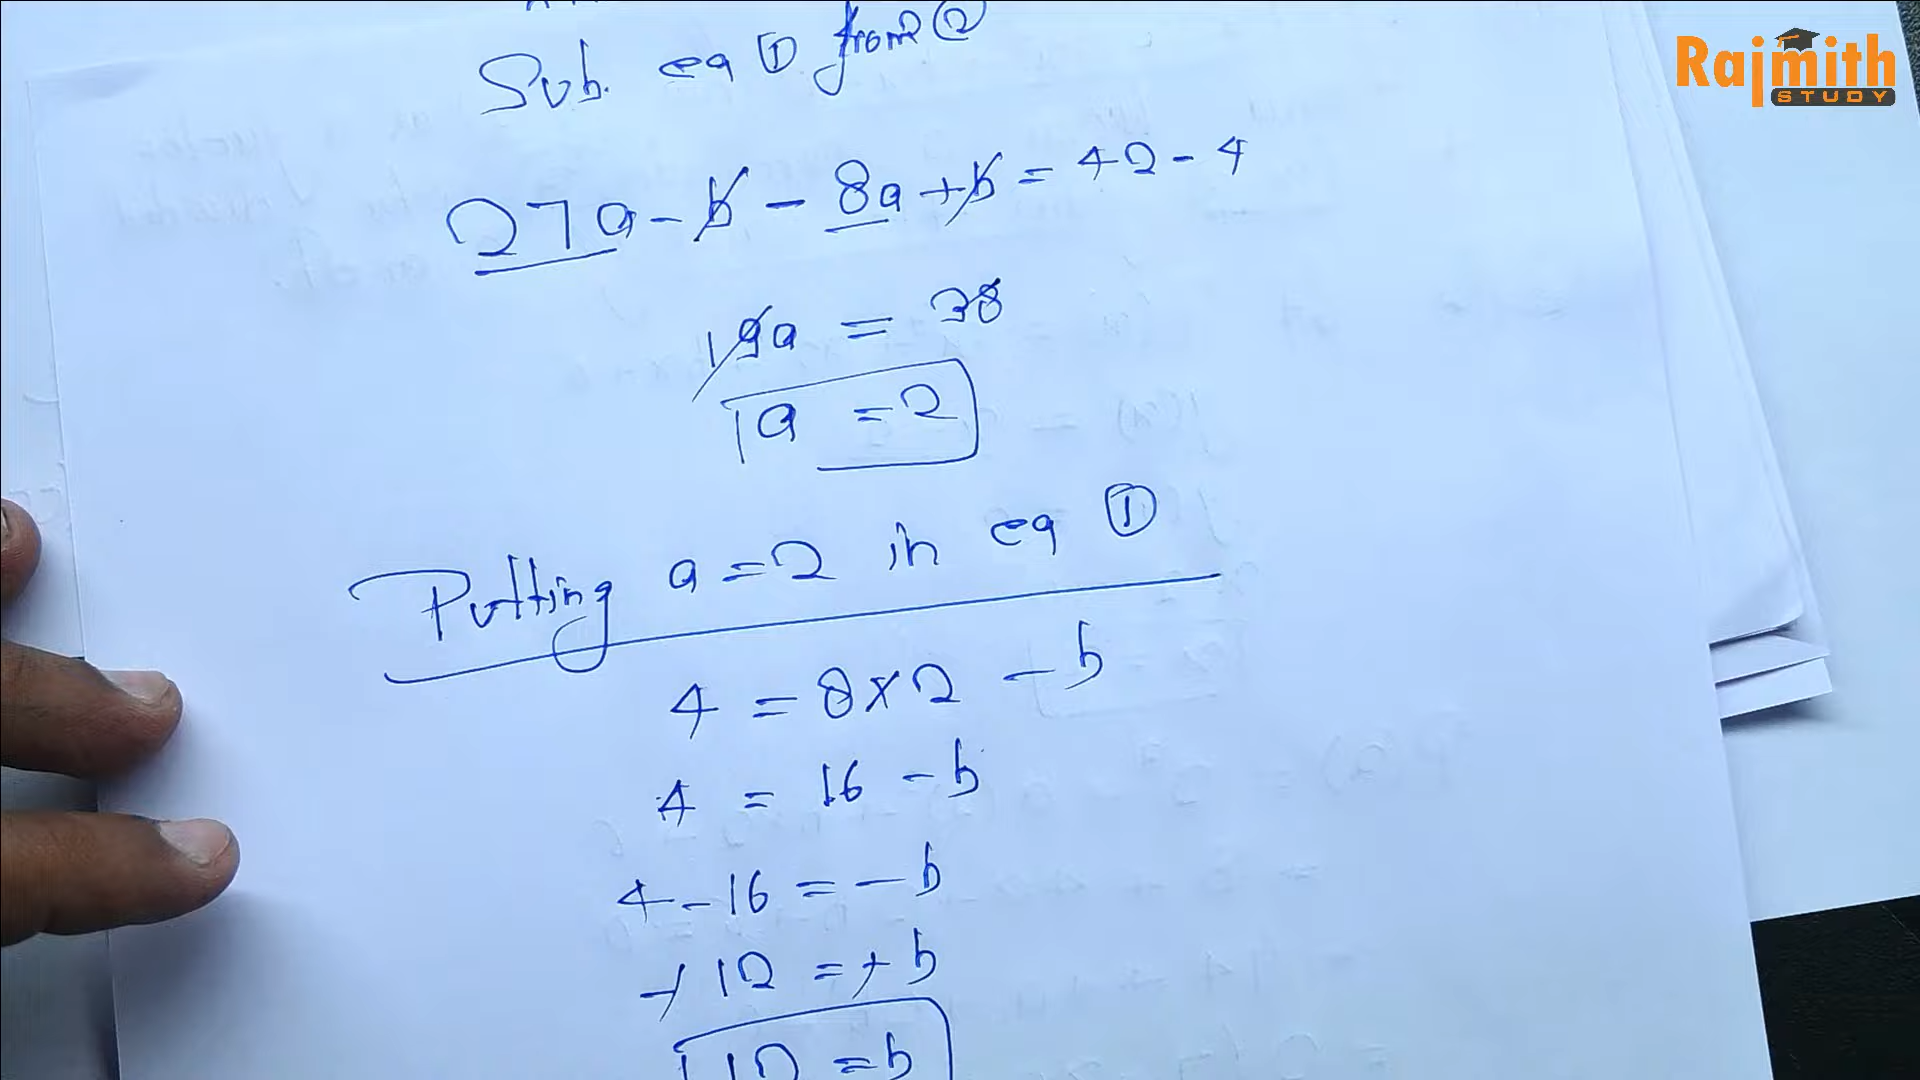 Sub. eq ① from ②
27a - b - 8a + b = 42 - 4
19a = 38
a = 2
Putting a = 2 in eq ①
4 = 8 × 2 - b
4 = 16 - b
4 - 16 = - b
+ 12 = + b
12 = b
Rajmith
STUDY